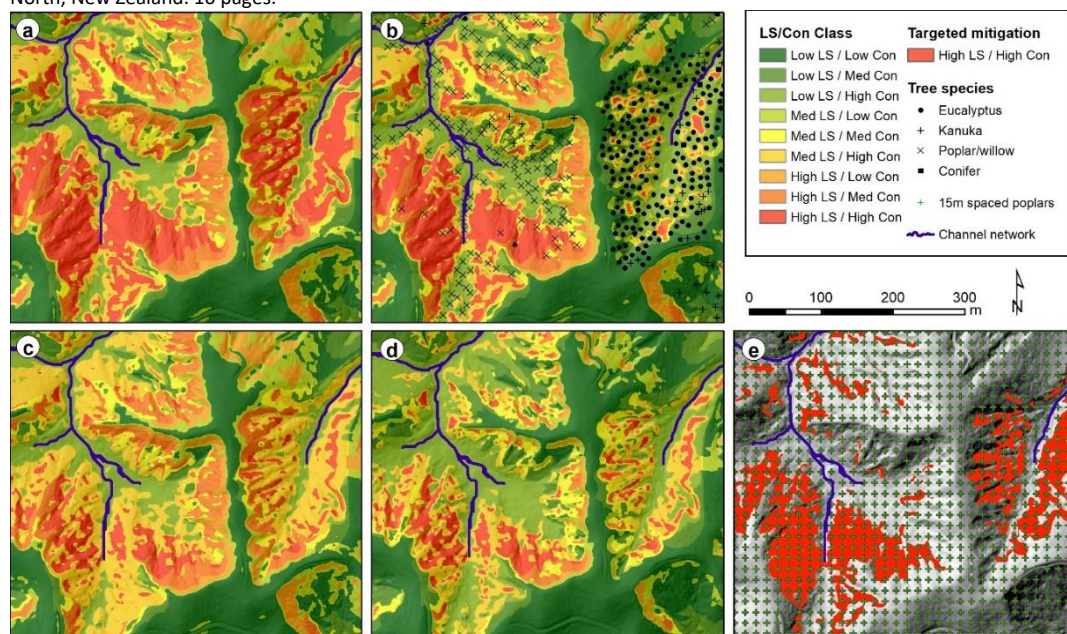 North, New Zealand. 16 pages.
a
b
LS/Con Class
Low LS / Low Con
Low LS / Med Con
Low LS / High Con
Med LS / Low Con
Med LS / Med Con
Med LS / High Con
High LS / Low Con
High LS / Med Con
High LS / High Con
Targeted mitigation
High LS / High Con
Tree species
Eucalyptus
Kanuka
Poplar/willow
Conifer
15m spaced poplars
Channel network
0 100 200 300
m
N
c
d
e